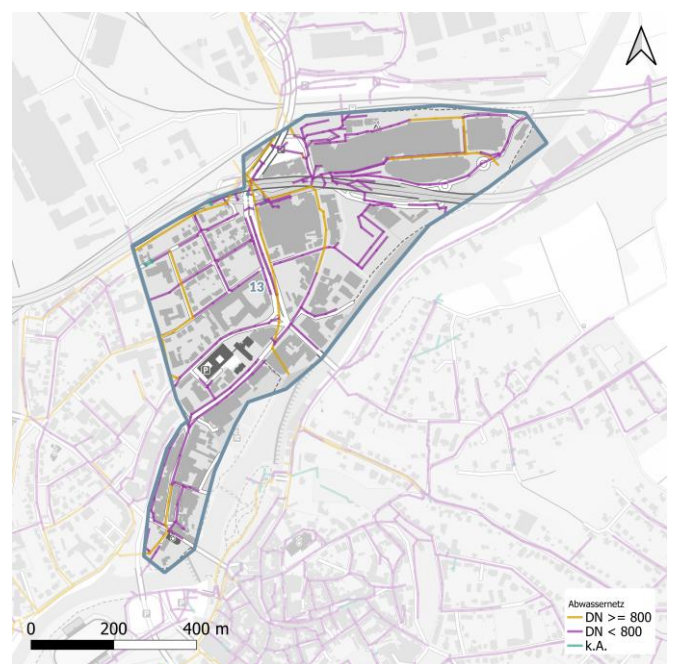 13
P
0 200 400 m
Abwassernetz
DN >= 800
DN < 800
k.A.